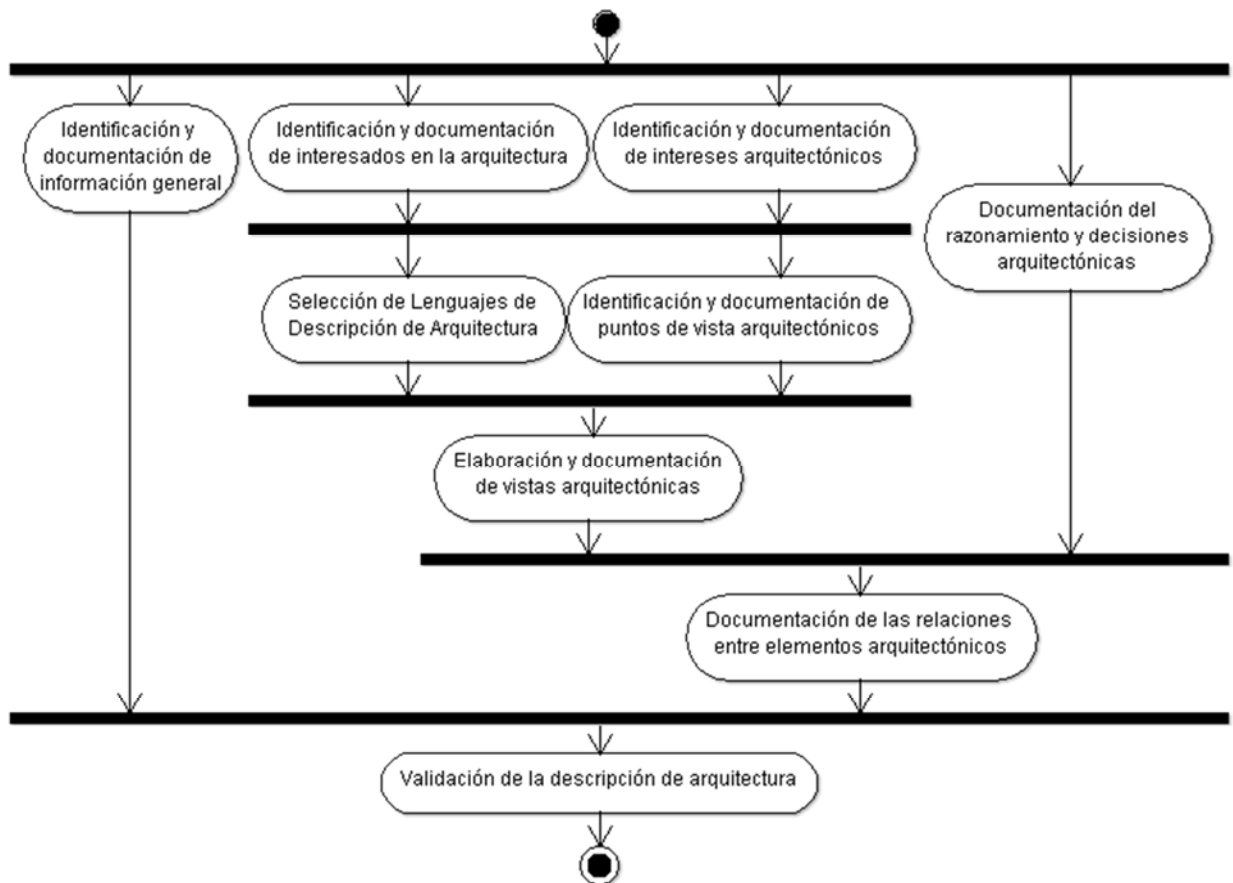 Identificación y
documentación de
información general
Identificación y documentación
de interesados en la arquitectura
Identificación y documentación
de intereses arquitectónicos
Documentación del
razonamiento y decisiones
arquitectónicas
Selección de Lenguajes de
Descripción de Arquitectura
Identificación y documentación de
puntos de vista arquitectónicos
Elaboración y documentación
de vistas arquitectónicas
Documentación de las relaciones
entre elementos arquitectónicos
Validación de la descripción de arquitectura